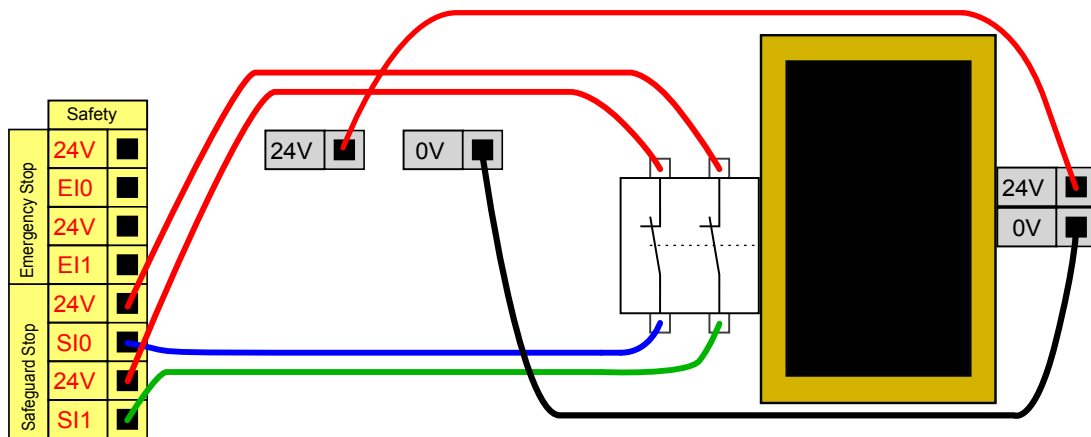 Safety
Emergency Stop
24V
EI0
24V
EI1
Safeguard Stop
24V
SI0
24V
SI1
24V
0V
24V
0V